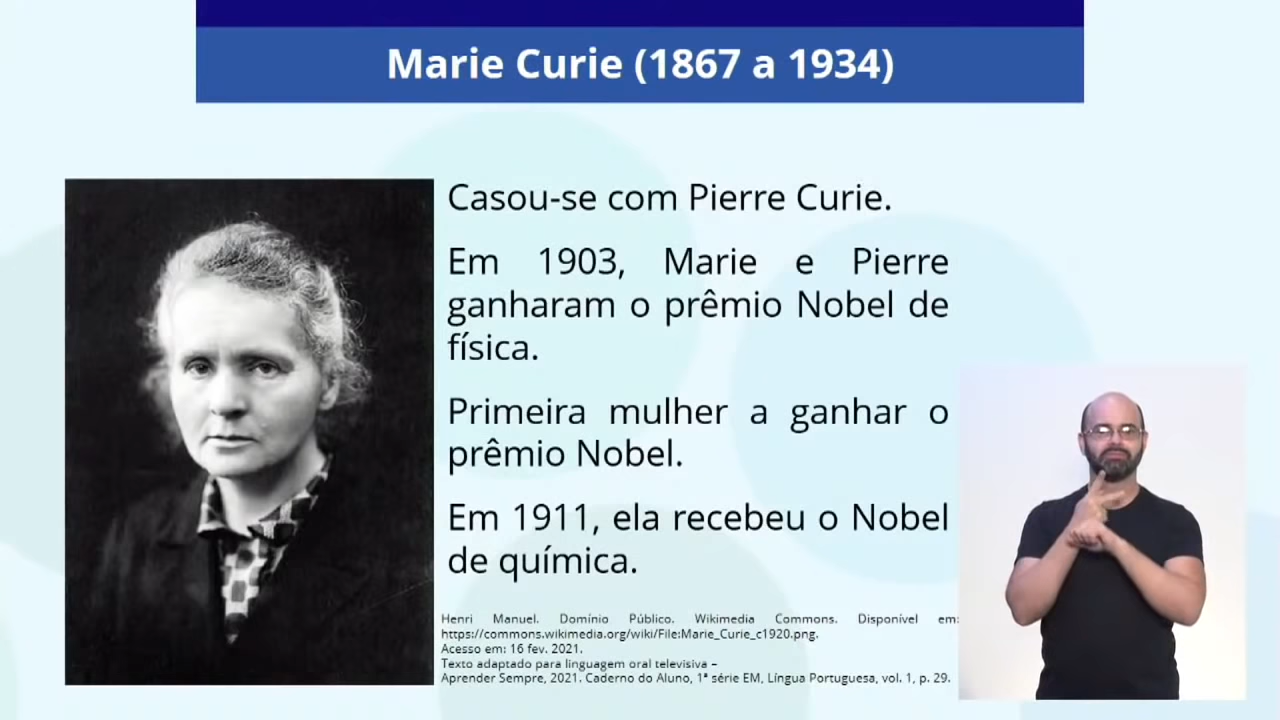 Marie Curie (1867 a 1934)
Casou-se com Pierre Curie.
Em 1903, Marie e Pierre
ganharam o prêmio Nobel de
física.
Primeira mulher a ganhar o
prêmio Nobel.
Em 1911, ela recebeu o Nobel
de química.
Henri Manuel. Domínio Público. Wikimedia Commons. Disponível em:
https://commons.wikimedia.org/wiki/File:Marie_Curie_c1920.png.
Acesso em: 16 fev. 2021.
Texto adaptado para linguagem oral televisiva –
Aprender Sempre, 2021. Caderno do Aluno, 1ª série EM, Língua Portuguesa, vol. 1, p. 29.